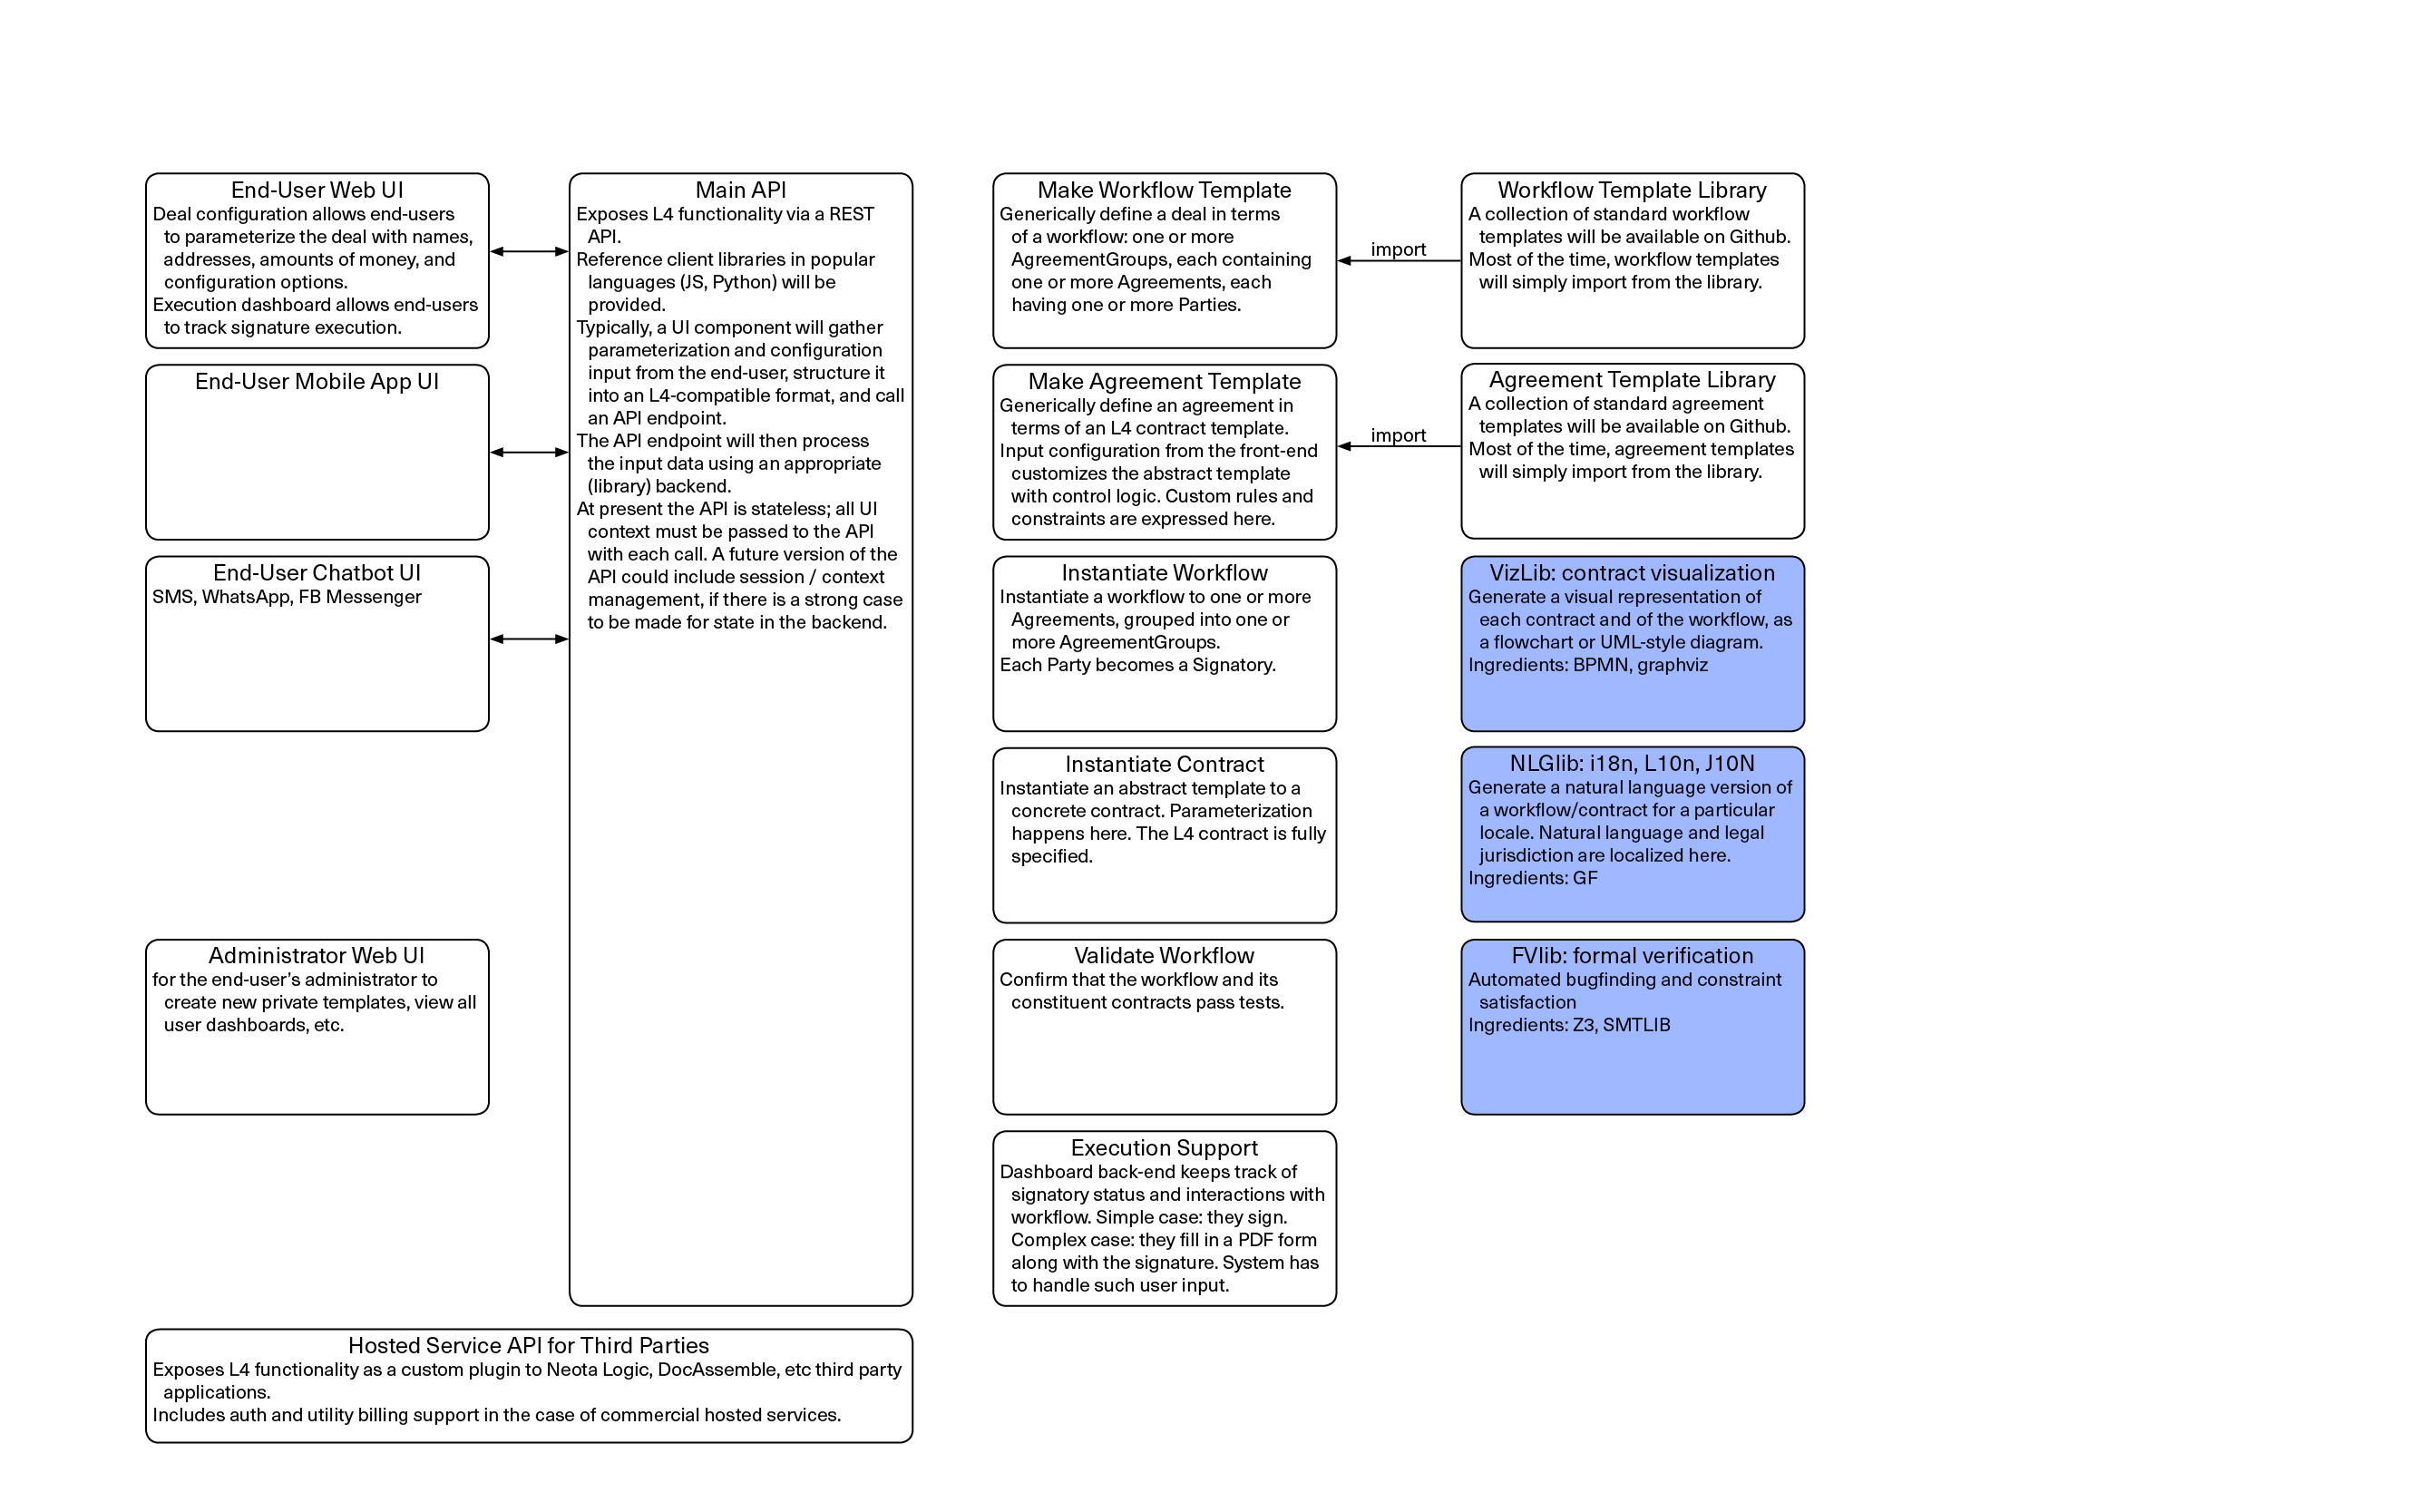 End-User Web UI
Deal configuration allows end-users
to parameterize the deal with names,
addresses, amounts of money, and
configuration options.
Execution dashboard allows end-users
to track signature execution.
End-User Mobile App UI
End-User Chatbot UI
SMS, WhatsApp, FB Messenger
Administrator Web UI
for the end-user’s administrator to
create new private templates, view all
user dashboards, etc.
Main API
Exposes L4 functionality via a REST
API.
Reference client libraries in popular
languages (JS, Python) will be
provided.
Typically, a UI component will gather
parameterization and configuration
input from the end-user, structure it
into an L4-compatible format, and call
an API endpoint.
The API endpoint will then process
the input data using an appropriate
(library) backend.
At present the API is stateless; all UI
context must be passed to the API
with each call. A future version of the
API could include session / context
management, if there is a strong case
to be made for state in the backend.
Hosted Service API for Third Parties
Exposes L4 functionality as a custom plugin to Neota Logic, DocAssemble, etc third party
applications.
Includes auth and utility billing support in the case of commercial hosted services.
Make Workflow Template
Generically define a deal in terms
of a workflow: one or more
AgreementGroups, each containing
one or more Agreements, each
having one or more Parties.
Make Agreement Template
Generically define an agreement in
terms of an L4 contract template.
Input configuration from the front-end
customizes the abstract template
with control logic. Custom rules and
constraints are expressed here.
Instantiate Workflow
Instantiate a workflow to one or more
Agreements, grouped into one or
more AgreementGroups.
Each Party becomes a Signatory.
Instantiate Contract
Instantiate an abstract template to a
concrete contract. Parameterization
happens here. The L4 contract is fully
specified.
Validate Workflow
Confirm that the workflow and its
constituent contracts pass tests.
Execution Support
Dashboard back-end keeps track of
signatory status and interactions with
workflow. Simple case: they sign.
Complex case: they fill in a PDF form
along with the signature. System has
to handle such user input.
import
import
Workflow Template Library
A collection of standard workflow
templates will be available on Github.
Most of the time, workflow templates
will simply import from the library.
Agreement Template Library
A collection of standard agreement
templates will be available on Github.
Most of the time, agreement templates
will simply import from the library.
VizLib: contract visualization
Generate a visual representation of
each contract and of the workflow, as
a flowchart or UML-style diagram.
Ingredients: BPMN, graphviz
NLGlib: i18n, L10n, J10N
Generate a natural language version of
a workflow/contract for a particular
locale. Natural language and legal
jurisdiction are localized here.
Ingredients: GF
FVlib: formal verification
Automated bugfinding and constraint
satisfaction
Ingredients: Z3, SMTLIB